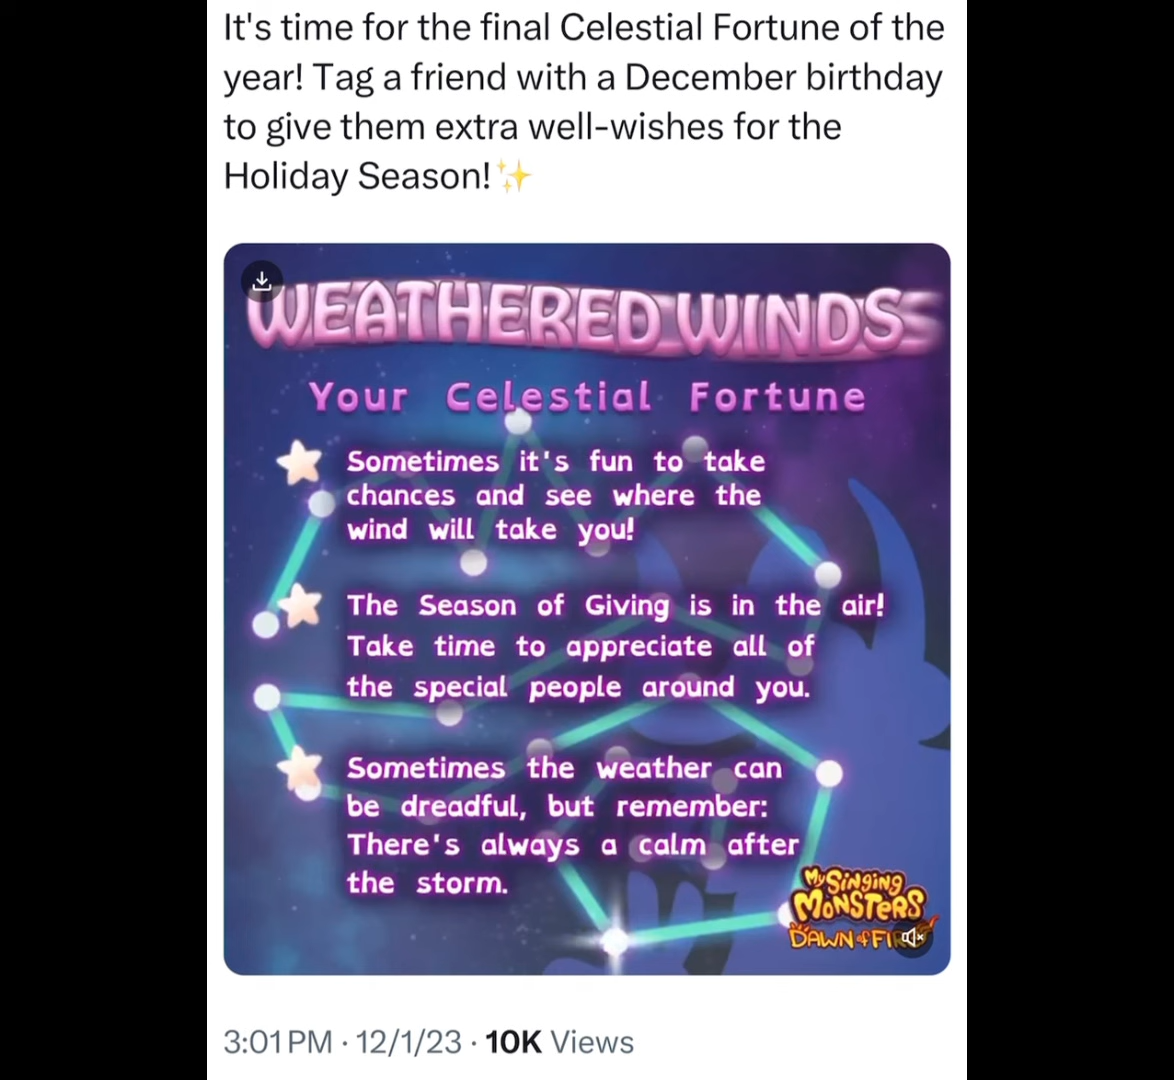 It's time for the final Celestial Fortune of the
year! Tag a friend with a December birthday
to give them extra well-wishes for the
Holiday Season!✨
WEATHERED WINDS
Your Celestial Fortune
Sometimes it's fun to take
chances and see where the
wind will take you!
The Season of Giving is in the air!
Take time to appreciate all of
the special people around you.
Sometimes the weather can
be dreadful, but remember:
There's always a calm after
the storm.
My Singing
Monsters
DAWN of FIRE
3:01 PM · 12/1/23 · 10K Views